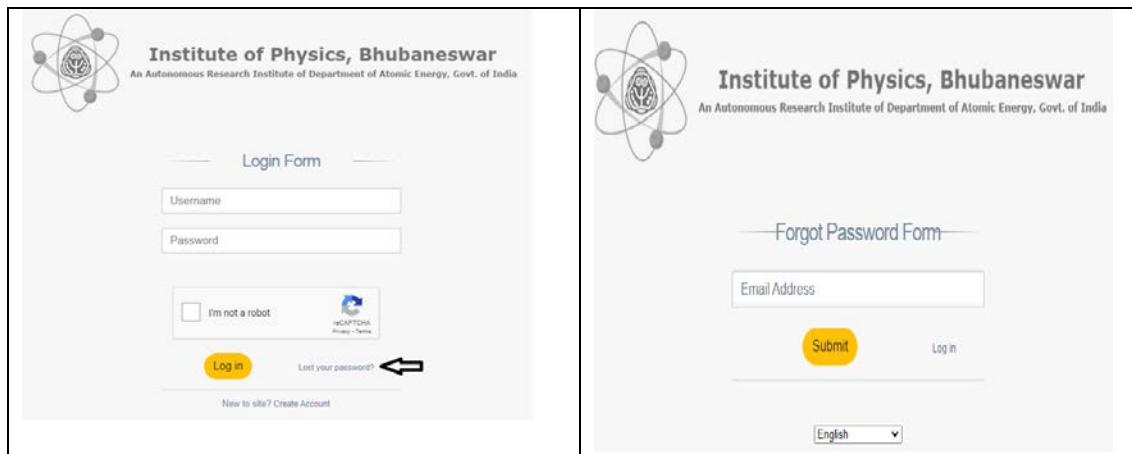 Institute of Physics, Bhubaneswar
An Autonomous Research Institute of Department of Atomic Energy, Govt. of India
Login Form
Username
Password
I'm not a robot
reCAPTCHA
Privacy - Terms
Log in
Lost your password?
New to site? Create Account
Institute of Physics, Bhubaneswar
An Autonomous Research Institute of Department of Atomic Energy, Govt. of India
Forgot Password Form
Email Address
Submit
Log in
English